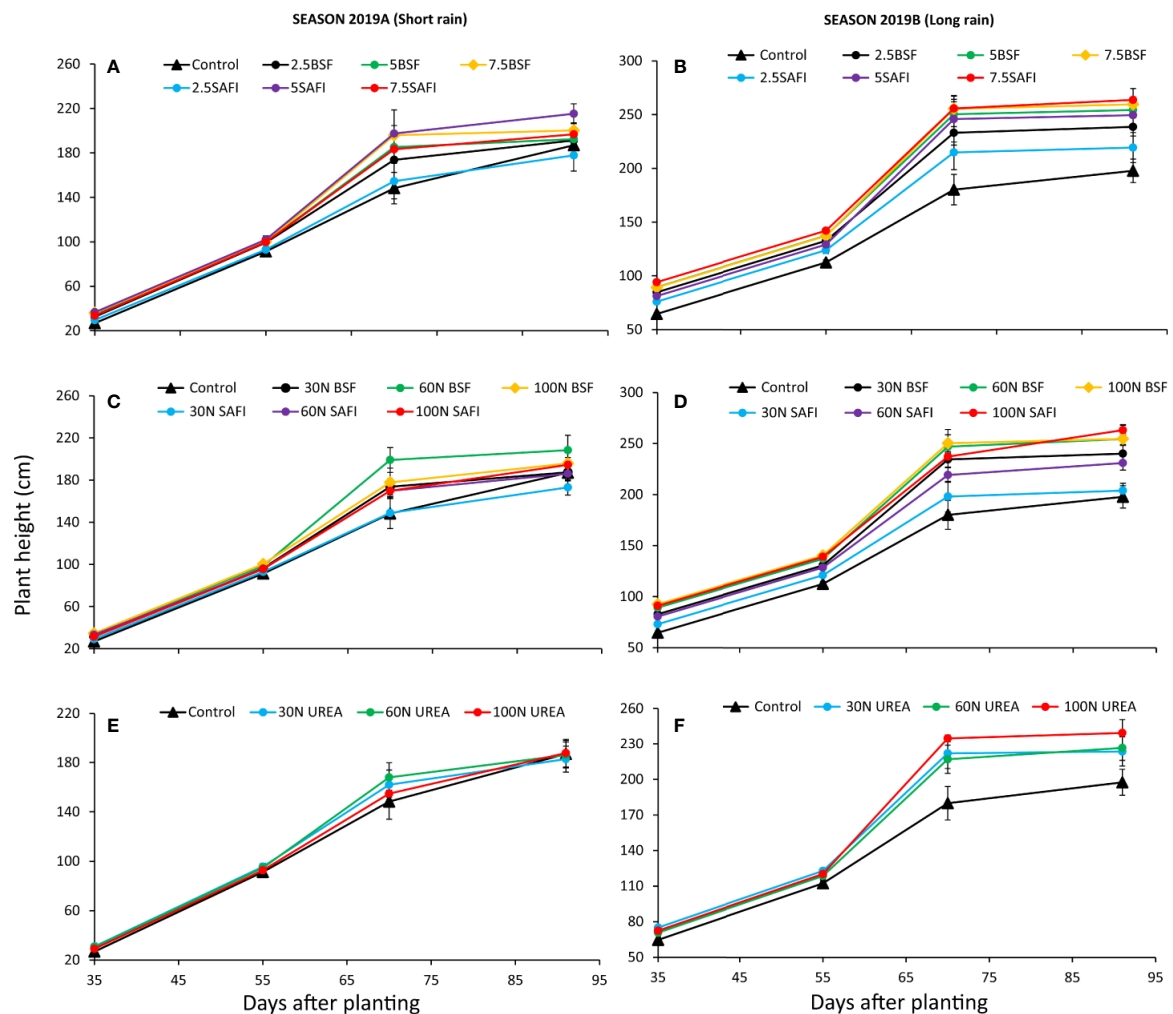 SEASON 2019A (Short rain)
SEASON 2019B (Long rain)
A
Control 2.5BSF 5BSF 7.5BSF
2.5SAFI 5SAFI 7.5SAFI
260
220
180
140
100
60
20
B
Control 2.5BSF 5BSF 7.5BSF
2.5SAFI 5SAFI 7.5SAFI
300
250
200
150
100
50
Plant height (cm)
C
Control 30N BSF 60N BSF 100N BSF
30N SAFI 60N SAFI 100N SAFI
260
220
180
140
100
60
20
D
Control 30N BSF 60N BSF 100N BSF
30N SAFI 60N SAFI 100N SAFI
300
250
200
150
100
50
E
Control 30N UREA 60N UREA 100N UREA
220
180
140
100
60
20
35 45 55 65 75 85 95
Days after planting
F
Control 30N UREA 60N UREA 100N UREA
260
230
200
170
140
110
80
50
35 45 55 65 75 85 95
Days after planting